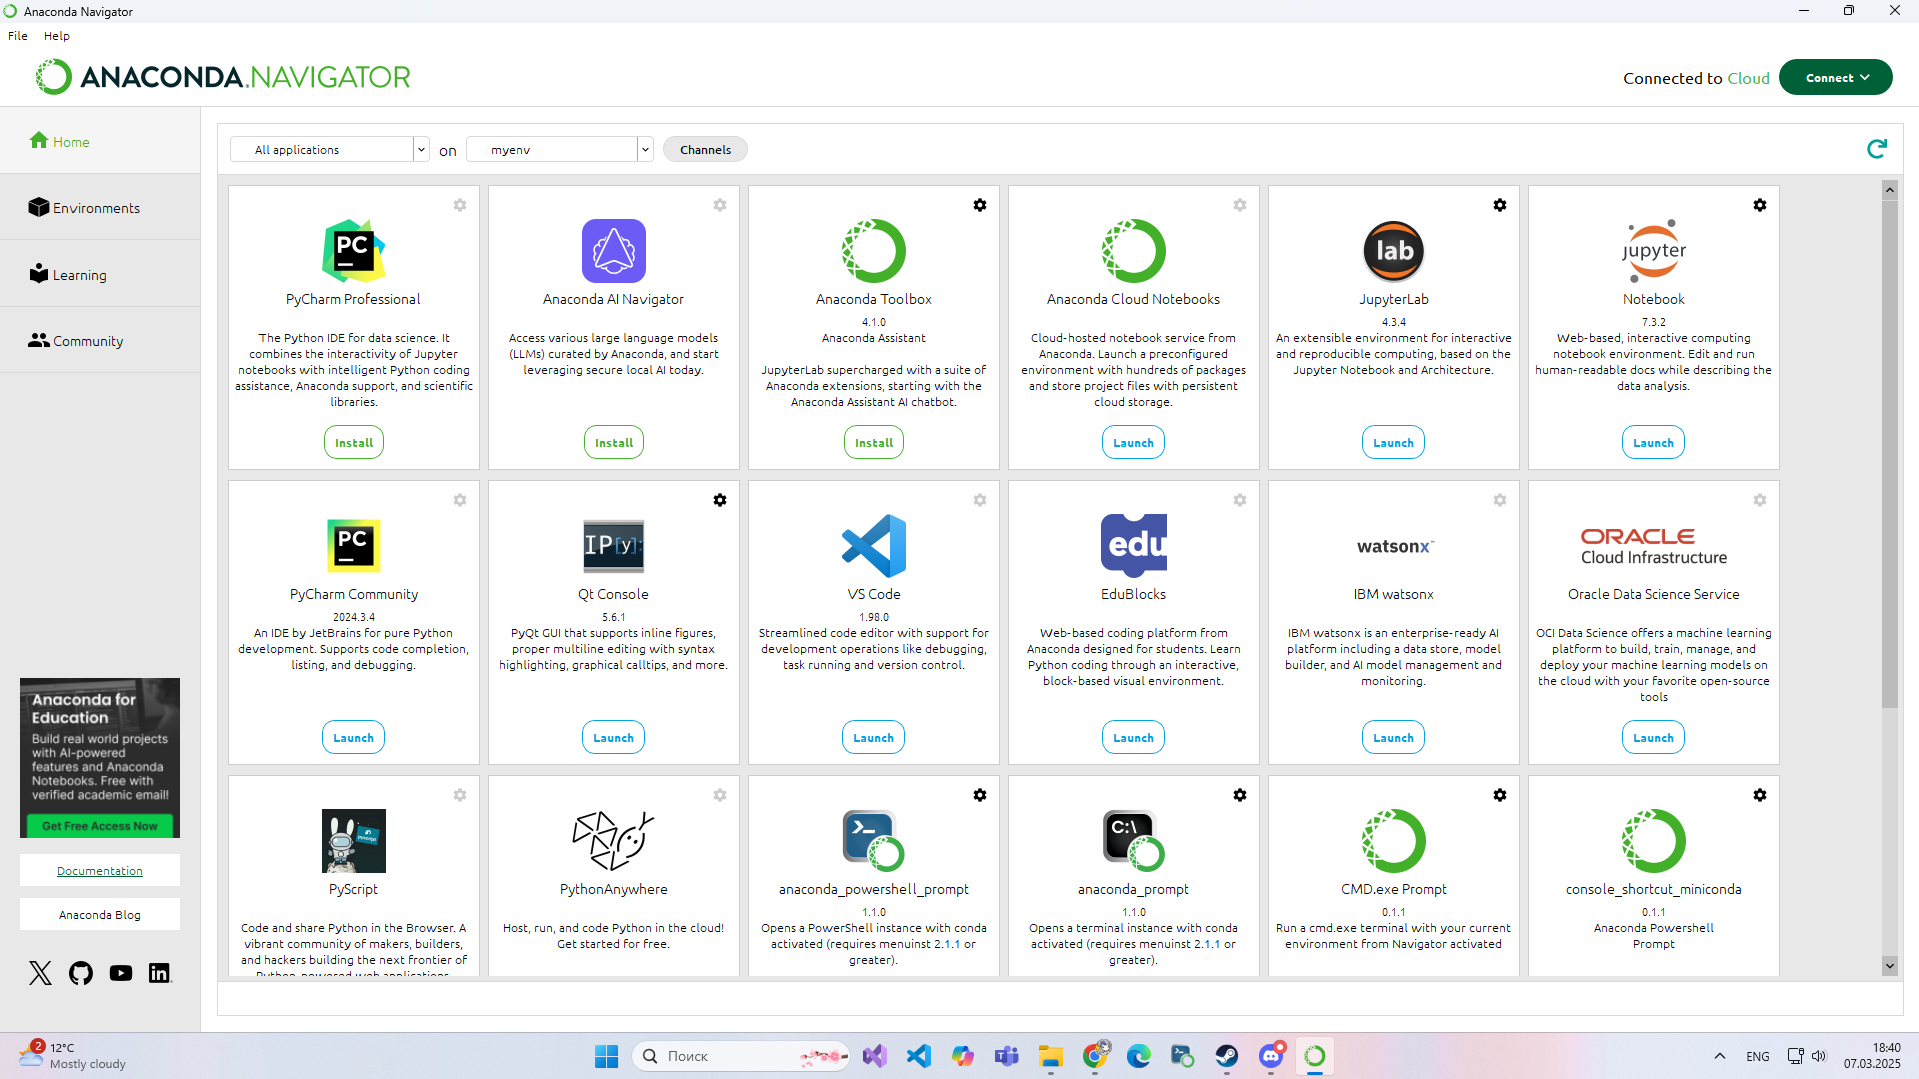 Anaconda Navigator
File Help
ANACONDA.NAVIGATOR
Connected to Cloud
Connect
Home
Environments
Learning
Community
All applications
on
myenv
Channels
PC
PyCharm Professional
The Python IDE for data science. It
combines the interactivity of Jupyter
notebooks with intelligent Python coding
assistance, Anaconda support, and scientific
libraries.
Install
Anaconda AI Navigator
Access various large language models
(LLMs) curated by Anaconda, and start
leveraging secure local AI today.
Install
Anaconda Toolbox
4.1.0
Anaconda Assistant
JupyterLab supercharged with a suite of
Anaconda extensions, starting with the
Anaconda Assistant AI chatbot.
Install
Anaconda Cloud Notebooks
Cloud-hosted notebook service from
Anaconda. Launch a preconfigured
environment with hundreds of packages
and store project files with persistent
cloud storage.
Launch
lab
JupyterLab
4.3.4
An extensible environment for interactive
and reproducible computing, based on the
Jupyter Notebook and Architecture.
Launch
jupyter
Notebook
7.3.2
Web-based, interactive computing
notebook environment. Edit and run
human-readable docs while describing the
data analysis.
Launch
PC
PyCharm Community
2024.3.4
An IDE by JetBrains for pure Python
development. Supports code completion,
listing, and debugging.
Launch
IP[y]:
Qt Console
5.6.1
PyQt GUI that supports inline figures,
proper multiline editing with syntax
highlighting, graphical calltips, and more.
Launch
VS Code
1.98.0
Streamlined code editor with support for
development operations like debugging,
task running and version control.
Launch
edu
EduBlocks
Web-based coding platform from
Anaconda designed for students. Learn
Python coding through an interactive,
block-based visual environment.
Launch
watsonx™
IBM watsonx
IBM watsonx is an enterprise-ready AI
platform including a data store, model
builder, and AI model management and
monitoring.
Launch
ORACLE
Cloud Infrastructure
Oracle Data Science Service
OCI Data Science offers a machine learning
platform to build, train, manage, and
deploy your machine learning models on
the cloud with your favorite open-source
tools
Launch
PyScript
Code and share Python in the Browser. A
vibrant community of makers, builders,
and hackers building the next frontier of
Python-powered web applications.
PythonAnywhere
Host, run, and code Python in the cloud!
Get started for free.
anaconda_powershell_prompt
1.1.0
Opens a PowerShell instance with conda
activated (requires menuinst 2.1.1 or
greater).
C:\
anaconda_prompt
1.1.0
Opens a terminal instance with conda
activated (requires menuinst 2.1.1 or
greater).
CMD.exe Prompt
0.1.1
Run a cmd.exe terminal with your current
environment from Navigator activated
console_shortcut_miniconda
0.1.1
Anaconda Powershell
Prompt
Anaconda for
Education
Build real world projects
with AI-powered
features and Anaconda
Notebooks. Free with
verified academic email!
Get Free Access Now
Documentation
Anaconda Blog
2
12°C
Mostly cloudy
Поиск
ENG
18:40
07.03.2025